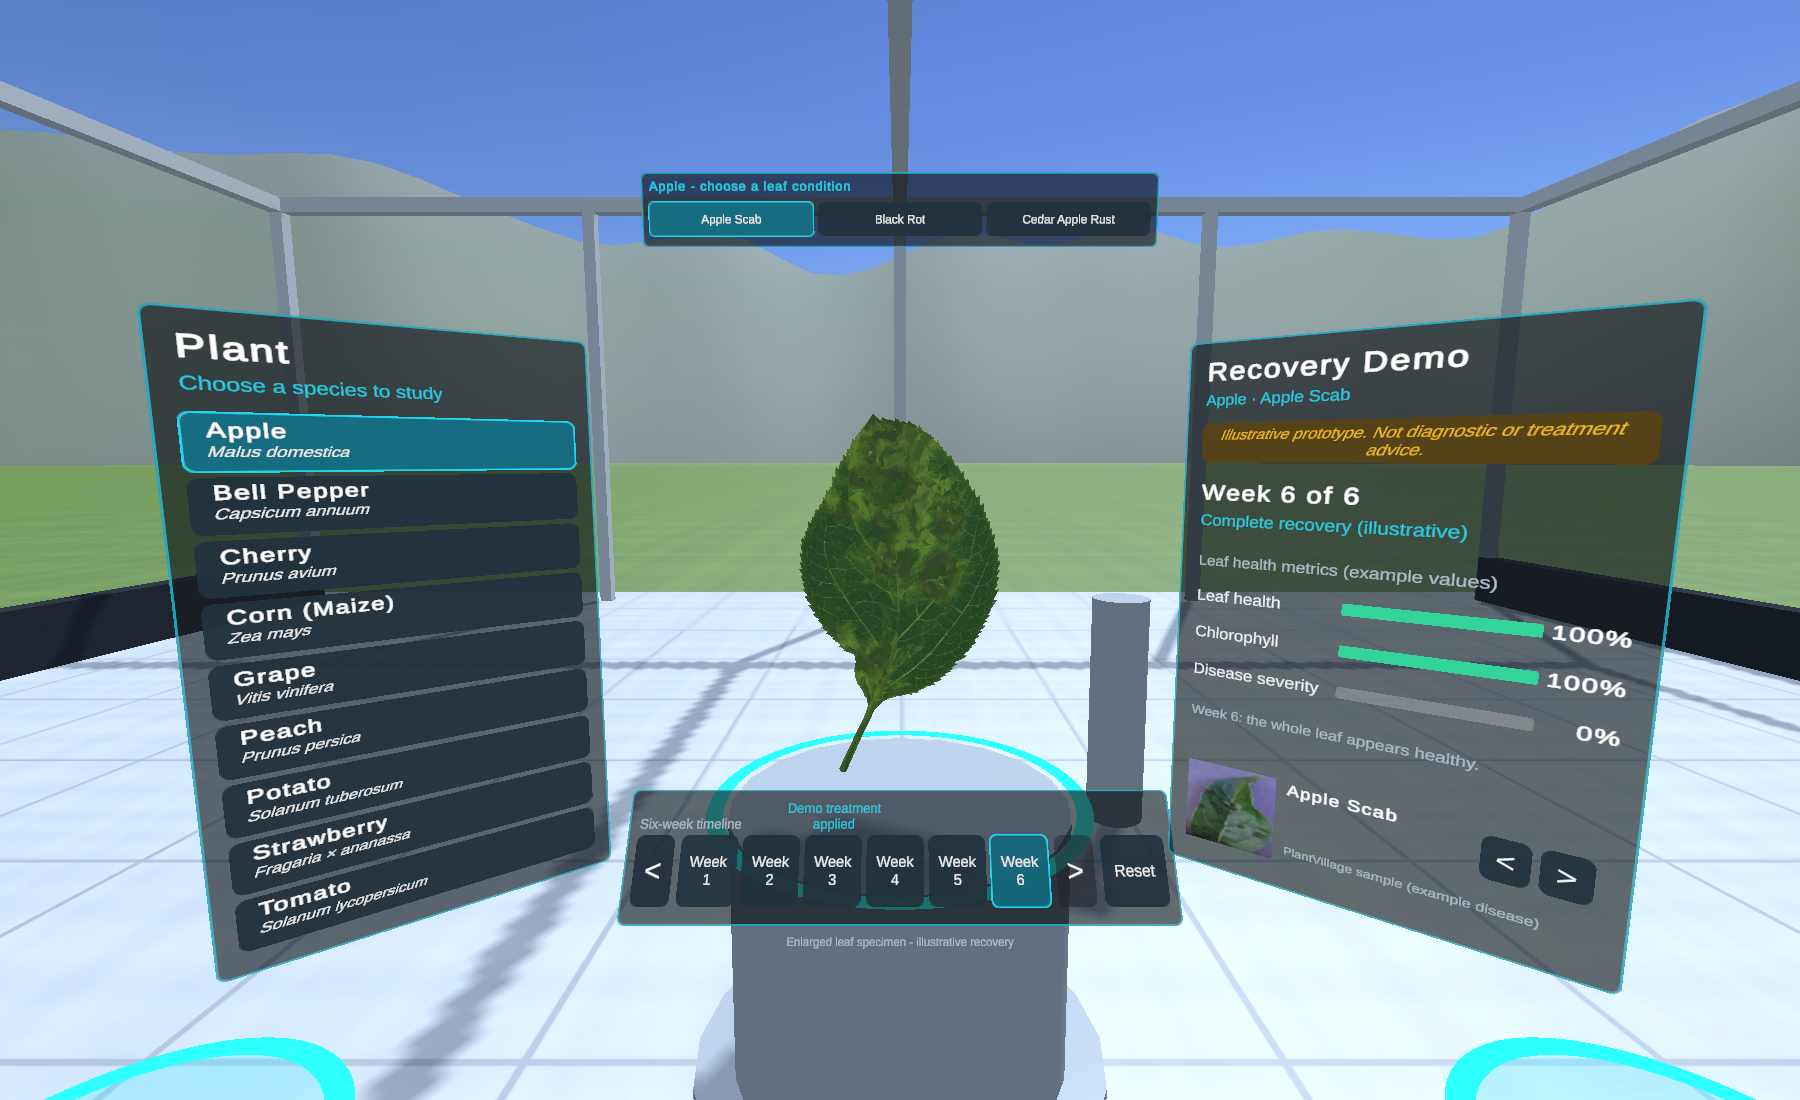 Apple - choose a leaf condition
Apple Scab
Black Rot
Cedar Apple Rust
Plant
Choose a species to study
Apple
Malus domestica
Bell Pepper
Capsicum annuum
Cherry
Prunus avium
Corn (Maize)
Zea mays
Grape
Vitis vinifera
Peach
Prunus persica
Potato
Solanum tuberosum
Strawberry
Fragaria × ananassa
Tomato
Solanum lycopersicum
Recovery Demo
Apple · Apple Scab
Illustrative prototype. Not diagnostic or treatment
advice.
Week 6 of 6
Complete recovery (illustrative)
Leaf health metrics (example values)
Leaf health 100%
Chlorophyll 100%
Disease severity 0%
Week 6: the whole leaf appears healthy.
Apple Scab
PlantVillage sample (example disease)
< >
Six-week timeline
Demo treatment
applied
<
Week
1
Week
2
Week
3
Week
4
Week
5
Week
6
>
Reset
Enlarged leaf specimen - illustrative recovery